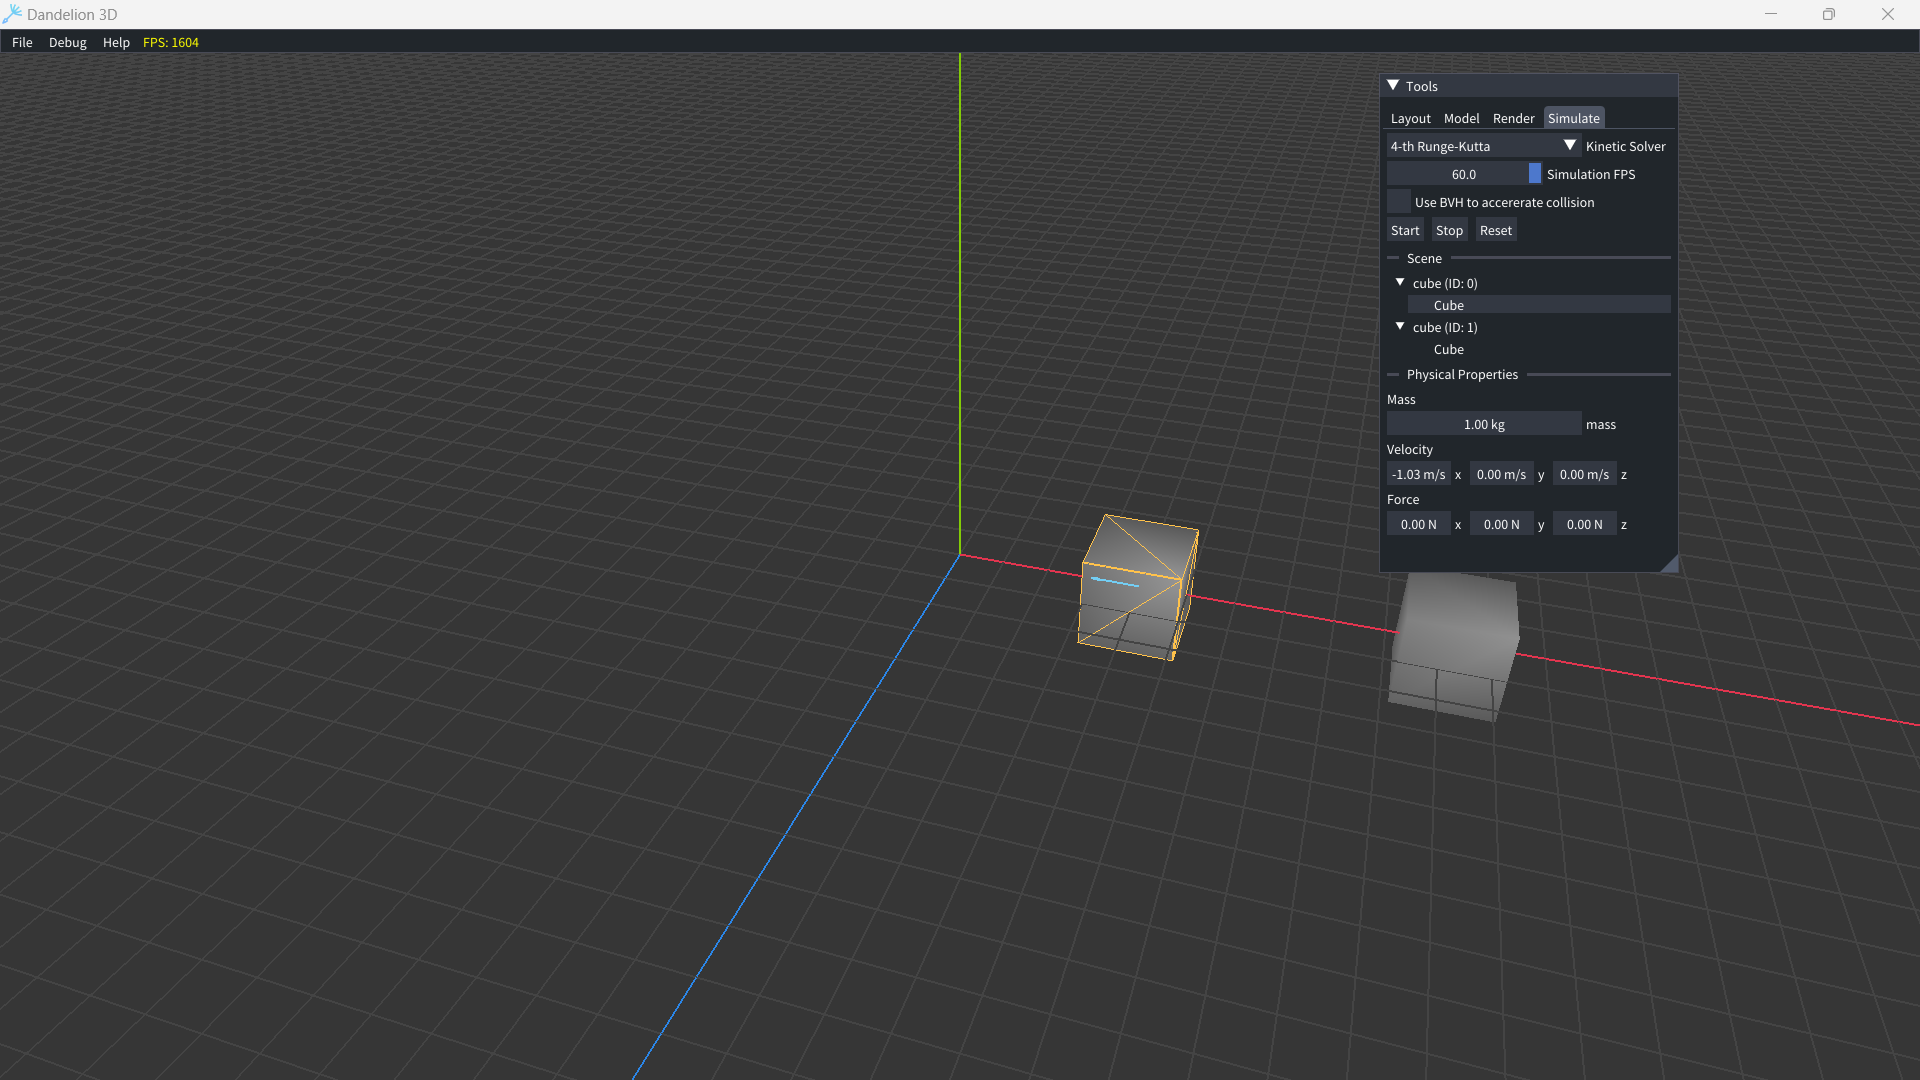 Dandelion 3D
File Debug Help FPS: 1604
Tools
Layout Model Render Simulate
4-th Runge-Kutta Kinetic Solver
60.0 Simulation FPS
Use BVH to accererate collision
Start Stop Reset
Scene
cube (ID: 0)
Cube
cube (ID: 1)
Cube
Physical Properties
Mass
1.00 kg mass
Velocity
-1.03 m/s x 0.00 m/s y 0.00 m/s z
Force
0.00 N x 0.00 N y 0.00 N z